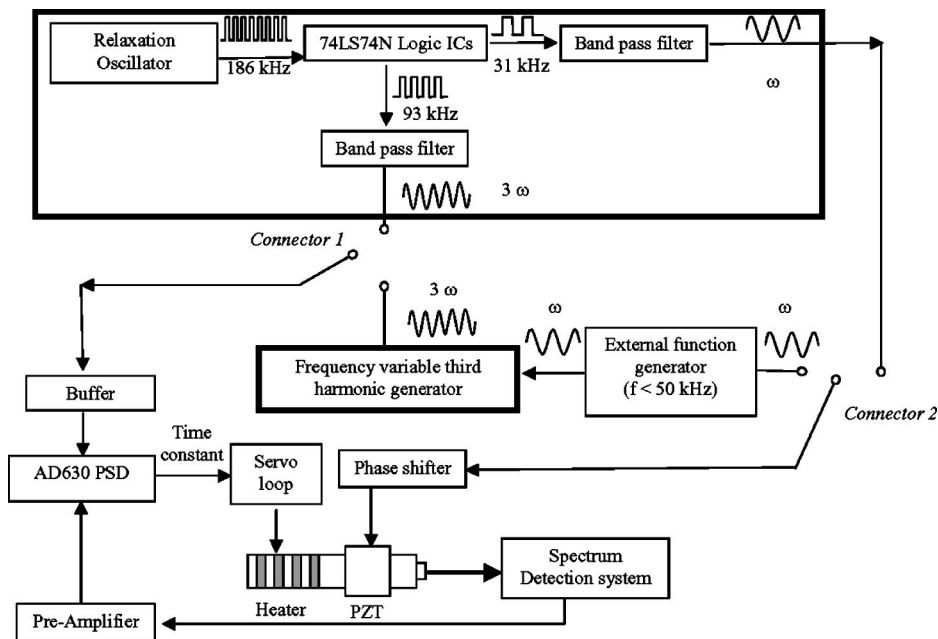 Relaxation
Oscillator
186 kHz
74LS74N Logic ICs
31 kHz
Band pass filter
ω
93 kHz
Band pass filter
3 ω
Connector 1
3 ω
ω
ω
Frequency variable third
harmonic generator
External function
generator
(f < 50 kHz)
Connector 2
Buffer
Time
constant
AD630 PSD
Servo
loop
Phase shifter
Spectrum
Detection system
Heater
PZT
Pre-Amplifier